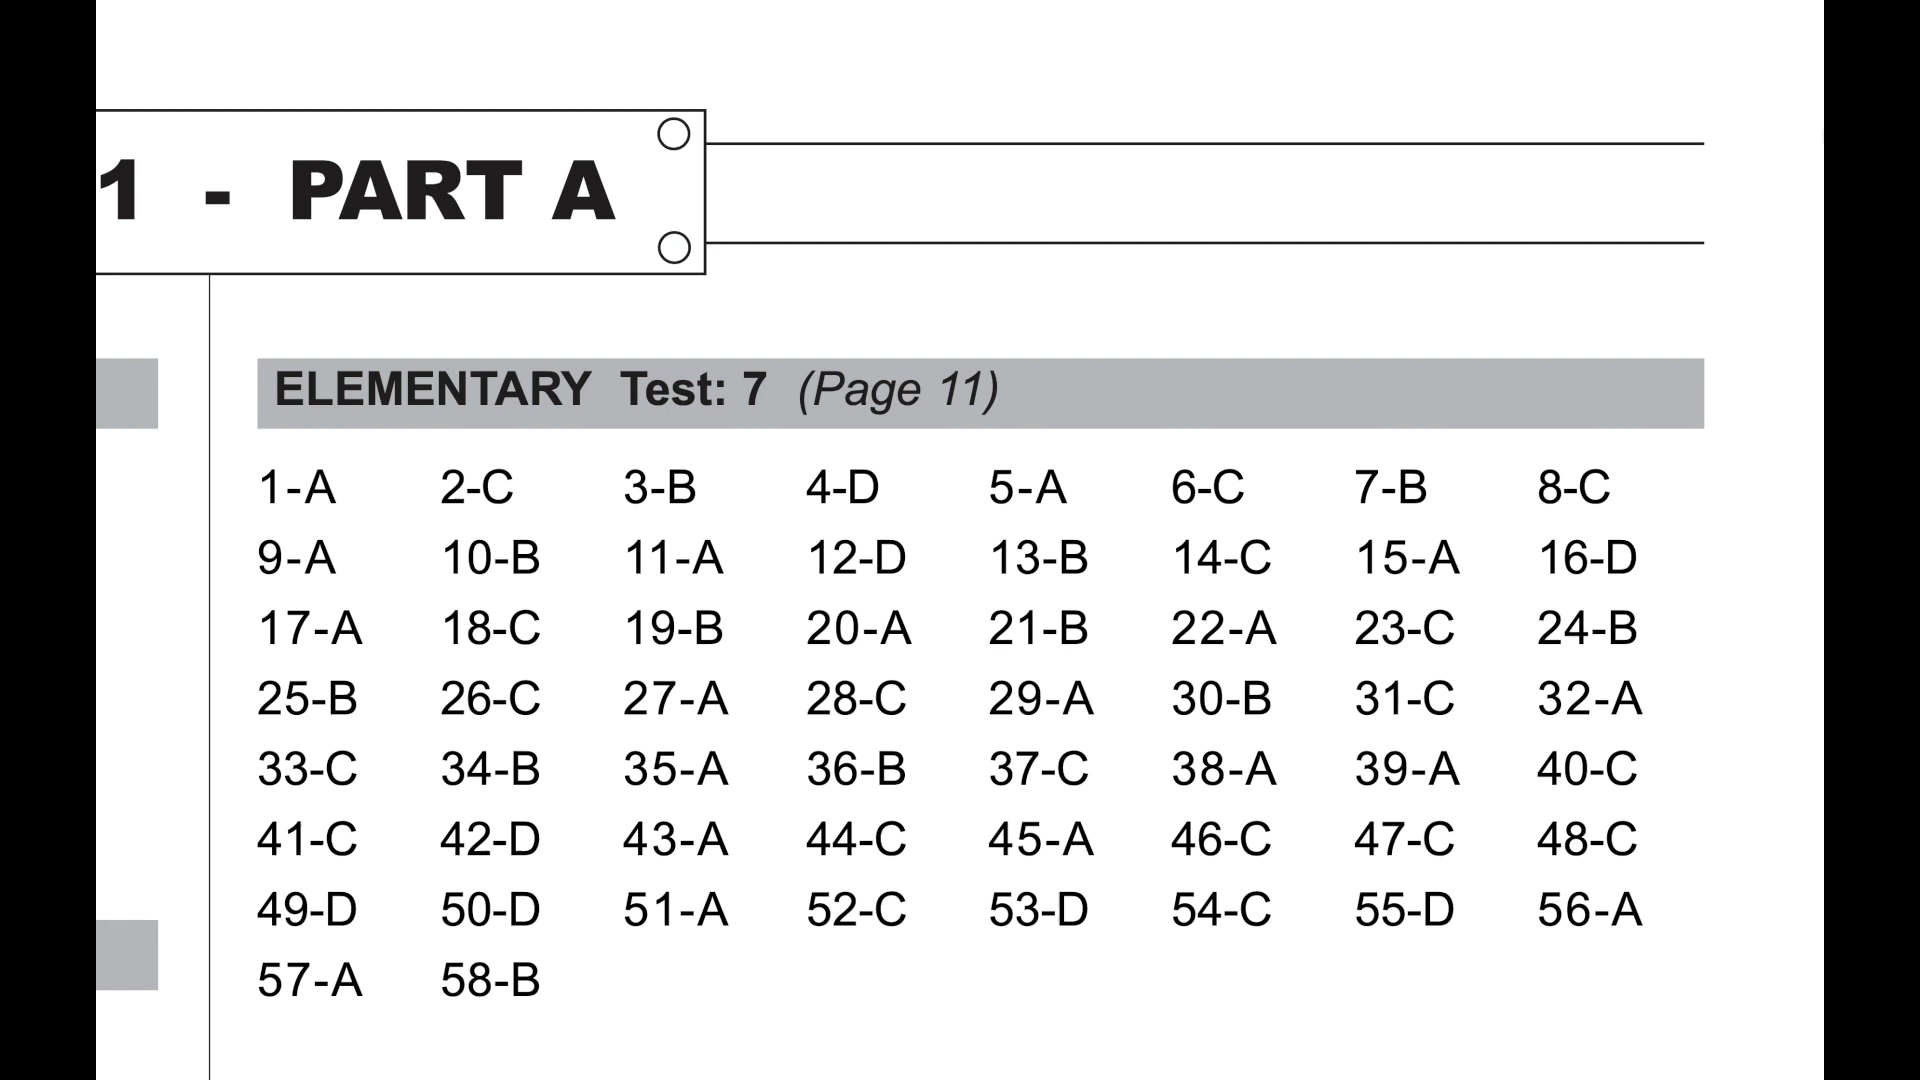 1 - PART A
ELEMENTARY Test: 7 (Page 11)
1-A 2-C 3-B 4-D 5-A 6-C 7-B 8-C
9-A 10-B 11-A 12-D 13-B 14-C 15-A 16-D
17-A 18-C 19-B 20-A 21-B 22-A 23-C 24-B
25-B 26-C 27-A 28-C 29-A 30-B 31-C 32-A
33-C 34-B 35-A 36-B 37-C 38-A 39-A 40-C
41-C 42-D 43-A 44-C 45-A 46-C 47-C 48-C
49-D 50-D 51-A 52-C 53-D 54-C 55-D 56-A
57-A 58-B